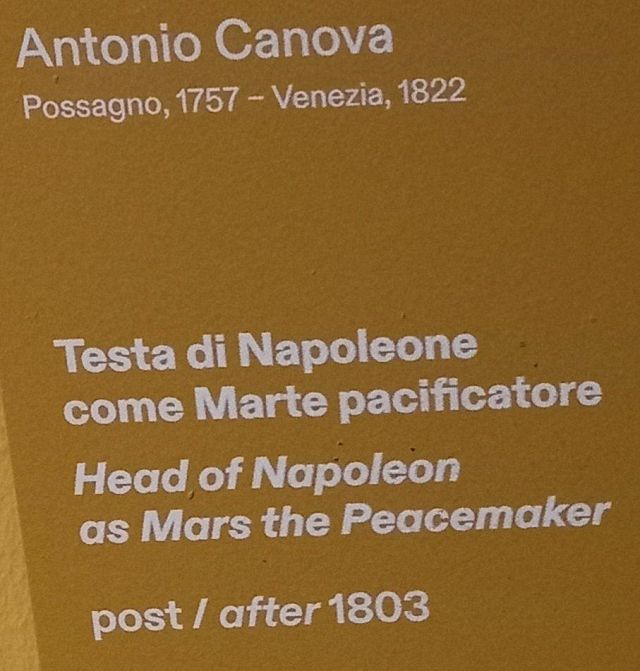 Antonio Canova
Possagno, 1757 – Venezia, 1822
Testa di Napoleone
come Marte pacificatore
Head of Napoleon
as Mars the Peacemaker
post / after 1803